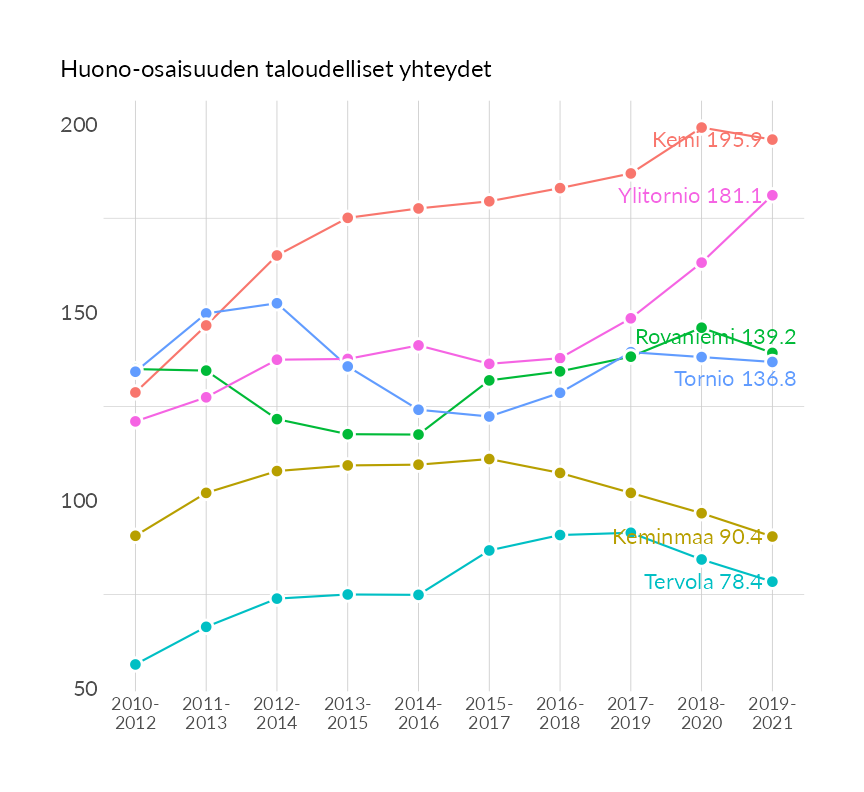 Huono-osaisuuden taloudelliset yhteydet
200
Kemi 195.9
Ylitornio 181.1
150
Rovaniemi 139.2
Tornio 136.8
100
Keminmaa 90.4
Tervola 78.4
50
2010- 2011- 2012- 2013- 2014- 2015- 2016- 2017- 2018- 2019-
2012 2013 2014 2015 2016 2017 2018 2019 2020 2021